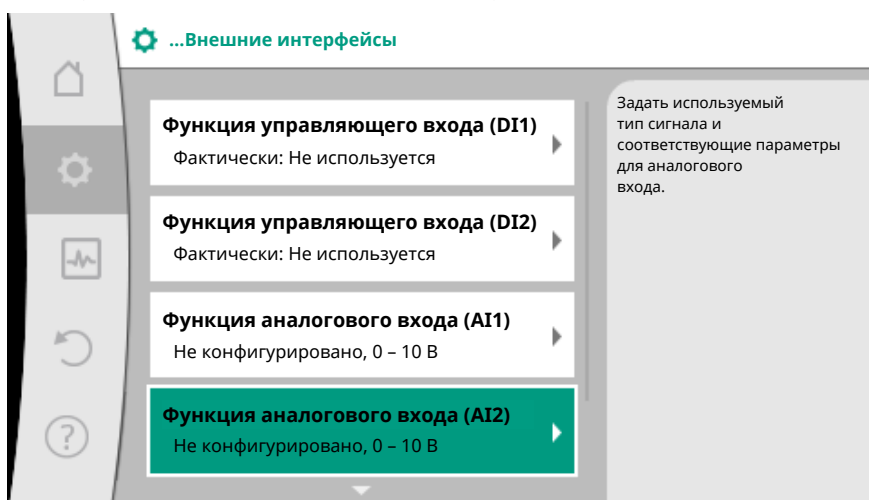 ...Внешние интерфейсы
Функция управляющего входа (DI1)
Фактически: Не используется
Функция управляющего входа (DI2)
Фактически: Не используется
Функция аналогового входа (AI1)
Не конфигурировано, 0 – 10 В
Функция аналогового входа (AI2)
Не конфигурировано, 0 – 10 В
Задать используемый
тип сигнала и
соответствующие параметры
для аналогового
входа.
?